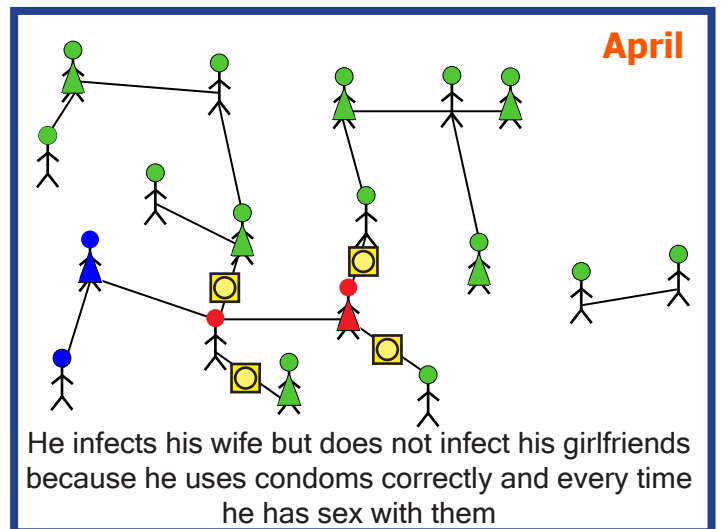 April
He infects his wife but does not infect his girlfriends
because he uses condoms correctly and every time
he has sex with them